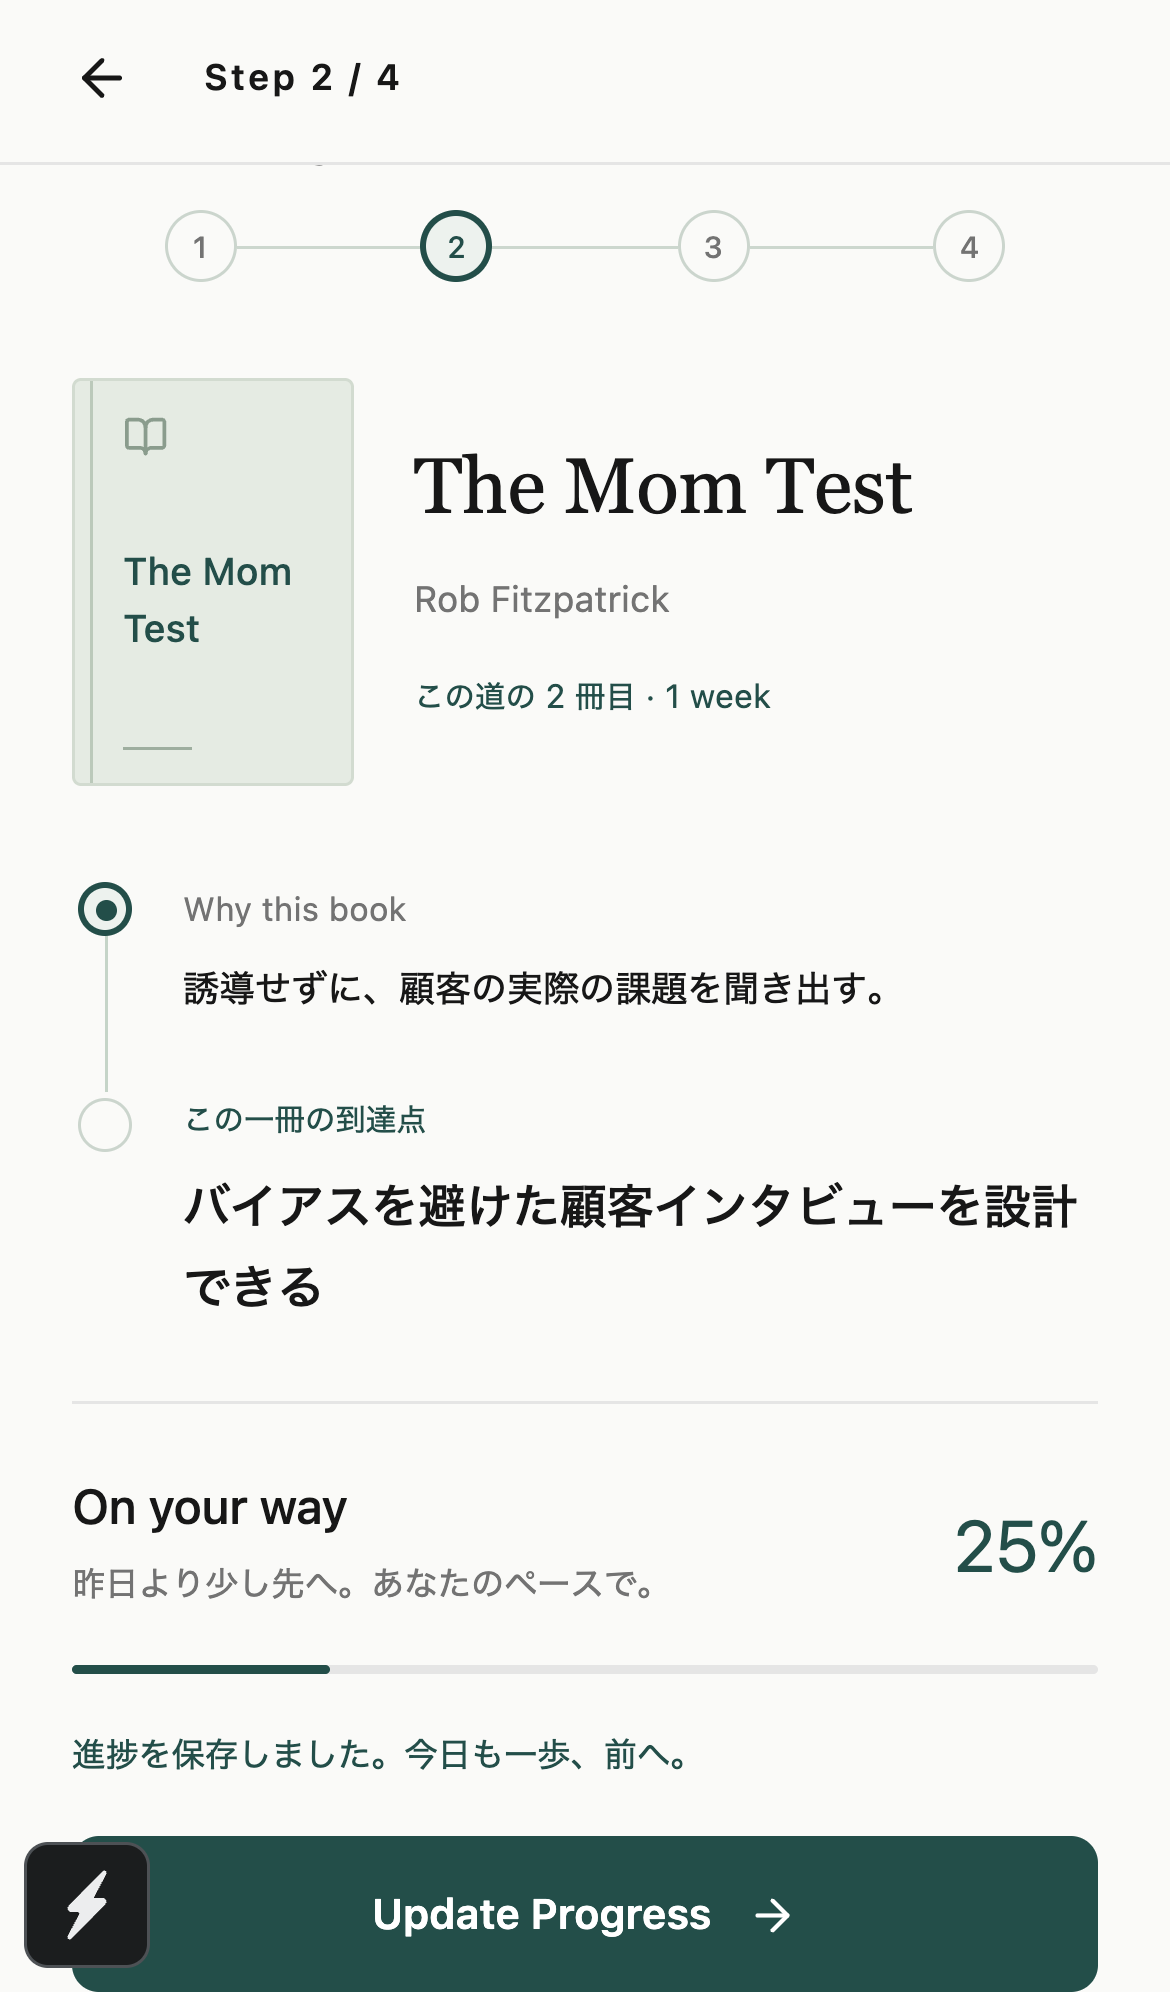 Step 2 / 4
1
2
3
4
The Mom
Test
The Mom Test
Rob Fitzpatrick
この道の 2 冊目 · 1 week
Why this book
誘導せずに、顧客の実際の課題を聞き出す。
この一冊の到達点
バイアスを避けた顧客インタビューを設計
できる
On your way
25%
昨日より少し先へ。あなたのペースで。
進捗を保存しました。今日も一歩、前へ。
Update Progress